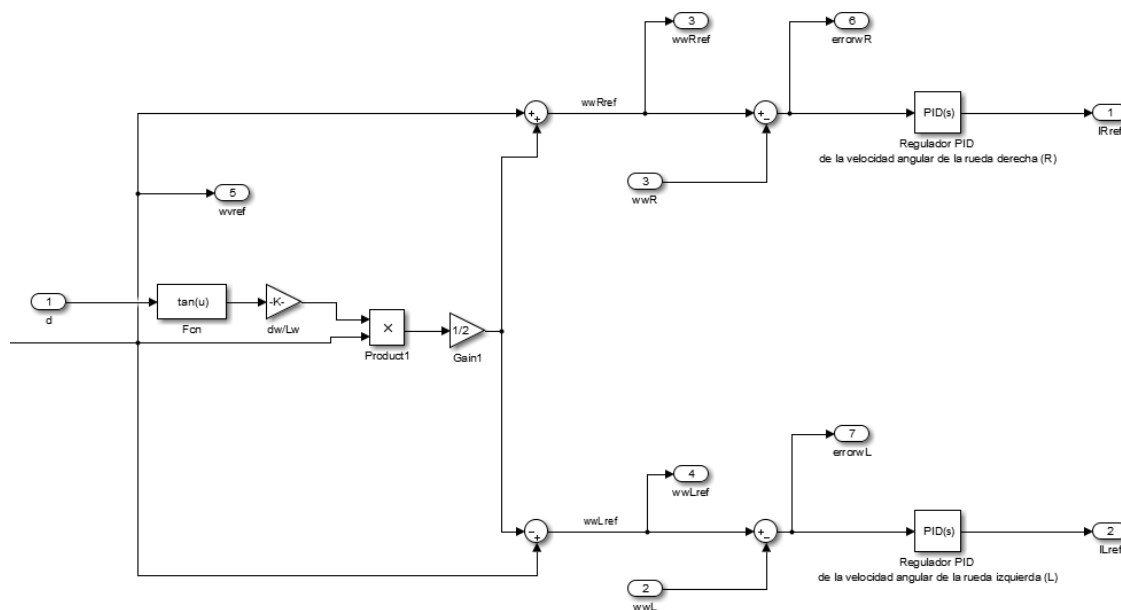 3
wwRref
6
errorwR
wwRref
+
+
+
−
PID(s)
1
IRref
Regulador PID
de la velocidad angular de la rueda derecha (R)
3
wwR
5
wvref
1
d
tan(u)
Fcn
-K-
dw/Lw
×
Product1
1/2
Gain1
7
errorwL
4
wwLref
wwLref
−
+
+
−
PID(s)
2
ILref
Regulador PID
de la velocidad angular de la rueda izquierda (L)
2
wwL